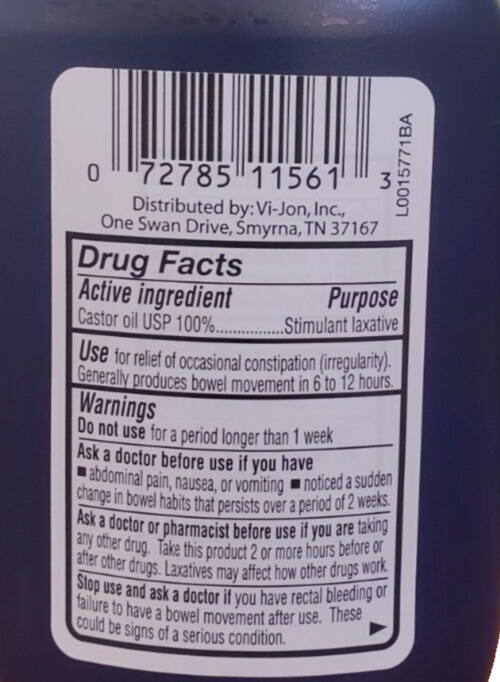 0 72785 11561 3
L0015771BA
Distributed by: Vi-Jon, Inc.,
One Swan Drive, Smyrna, TN 37167
Drug Facts
Active ingredient Purpose
Castor oil USP 100%................Stimulant laxative
Use for relief of occasional constipation (irregularity).
Generally produces bowel movement in 6 to 12 hours.
Warnings
Do not use for a period longer than 1 week
Ask a doctor before use if you have
■ abdominal pain, nausea, or vomiting ■ noticed a sudden
change in bowel habits that persists over a period of 2 weeks.
Ask a doctor or pharmacist before use if you are taking
any other drug. Take this product 2 or more hours before or
after other drugs. Laxatives may affect how other drugs work.
Stop use and ask a doctor if you have rectal bleeding or
failure to have a bowel movement after use. These
could be signs of a serious condition. ▶